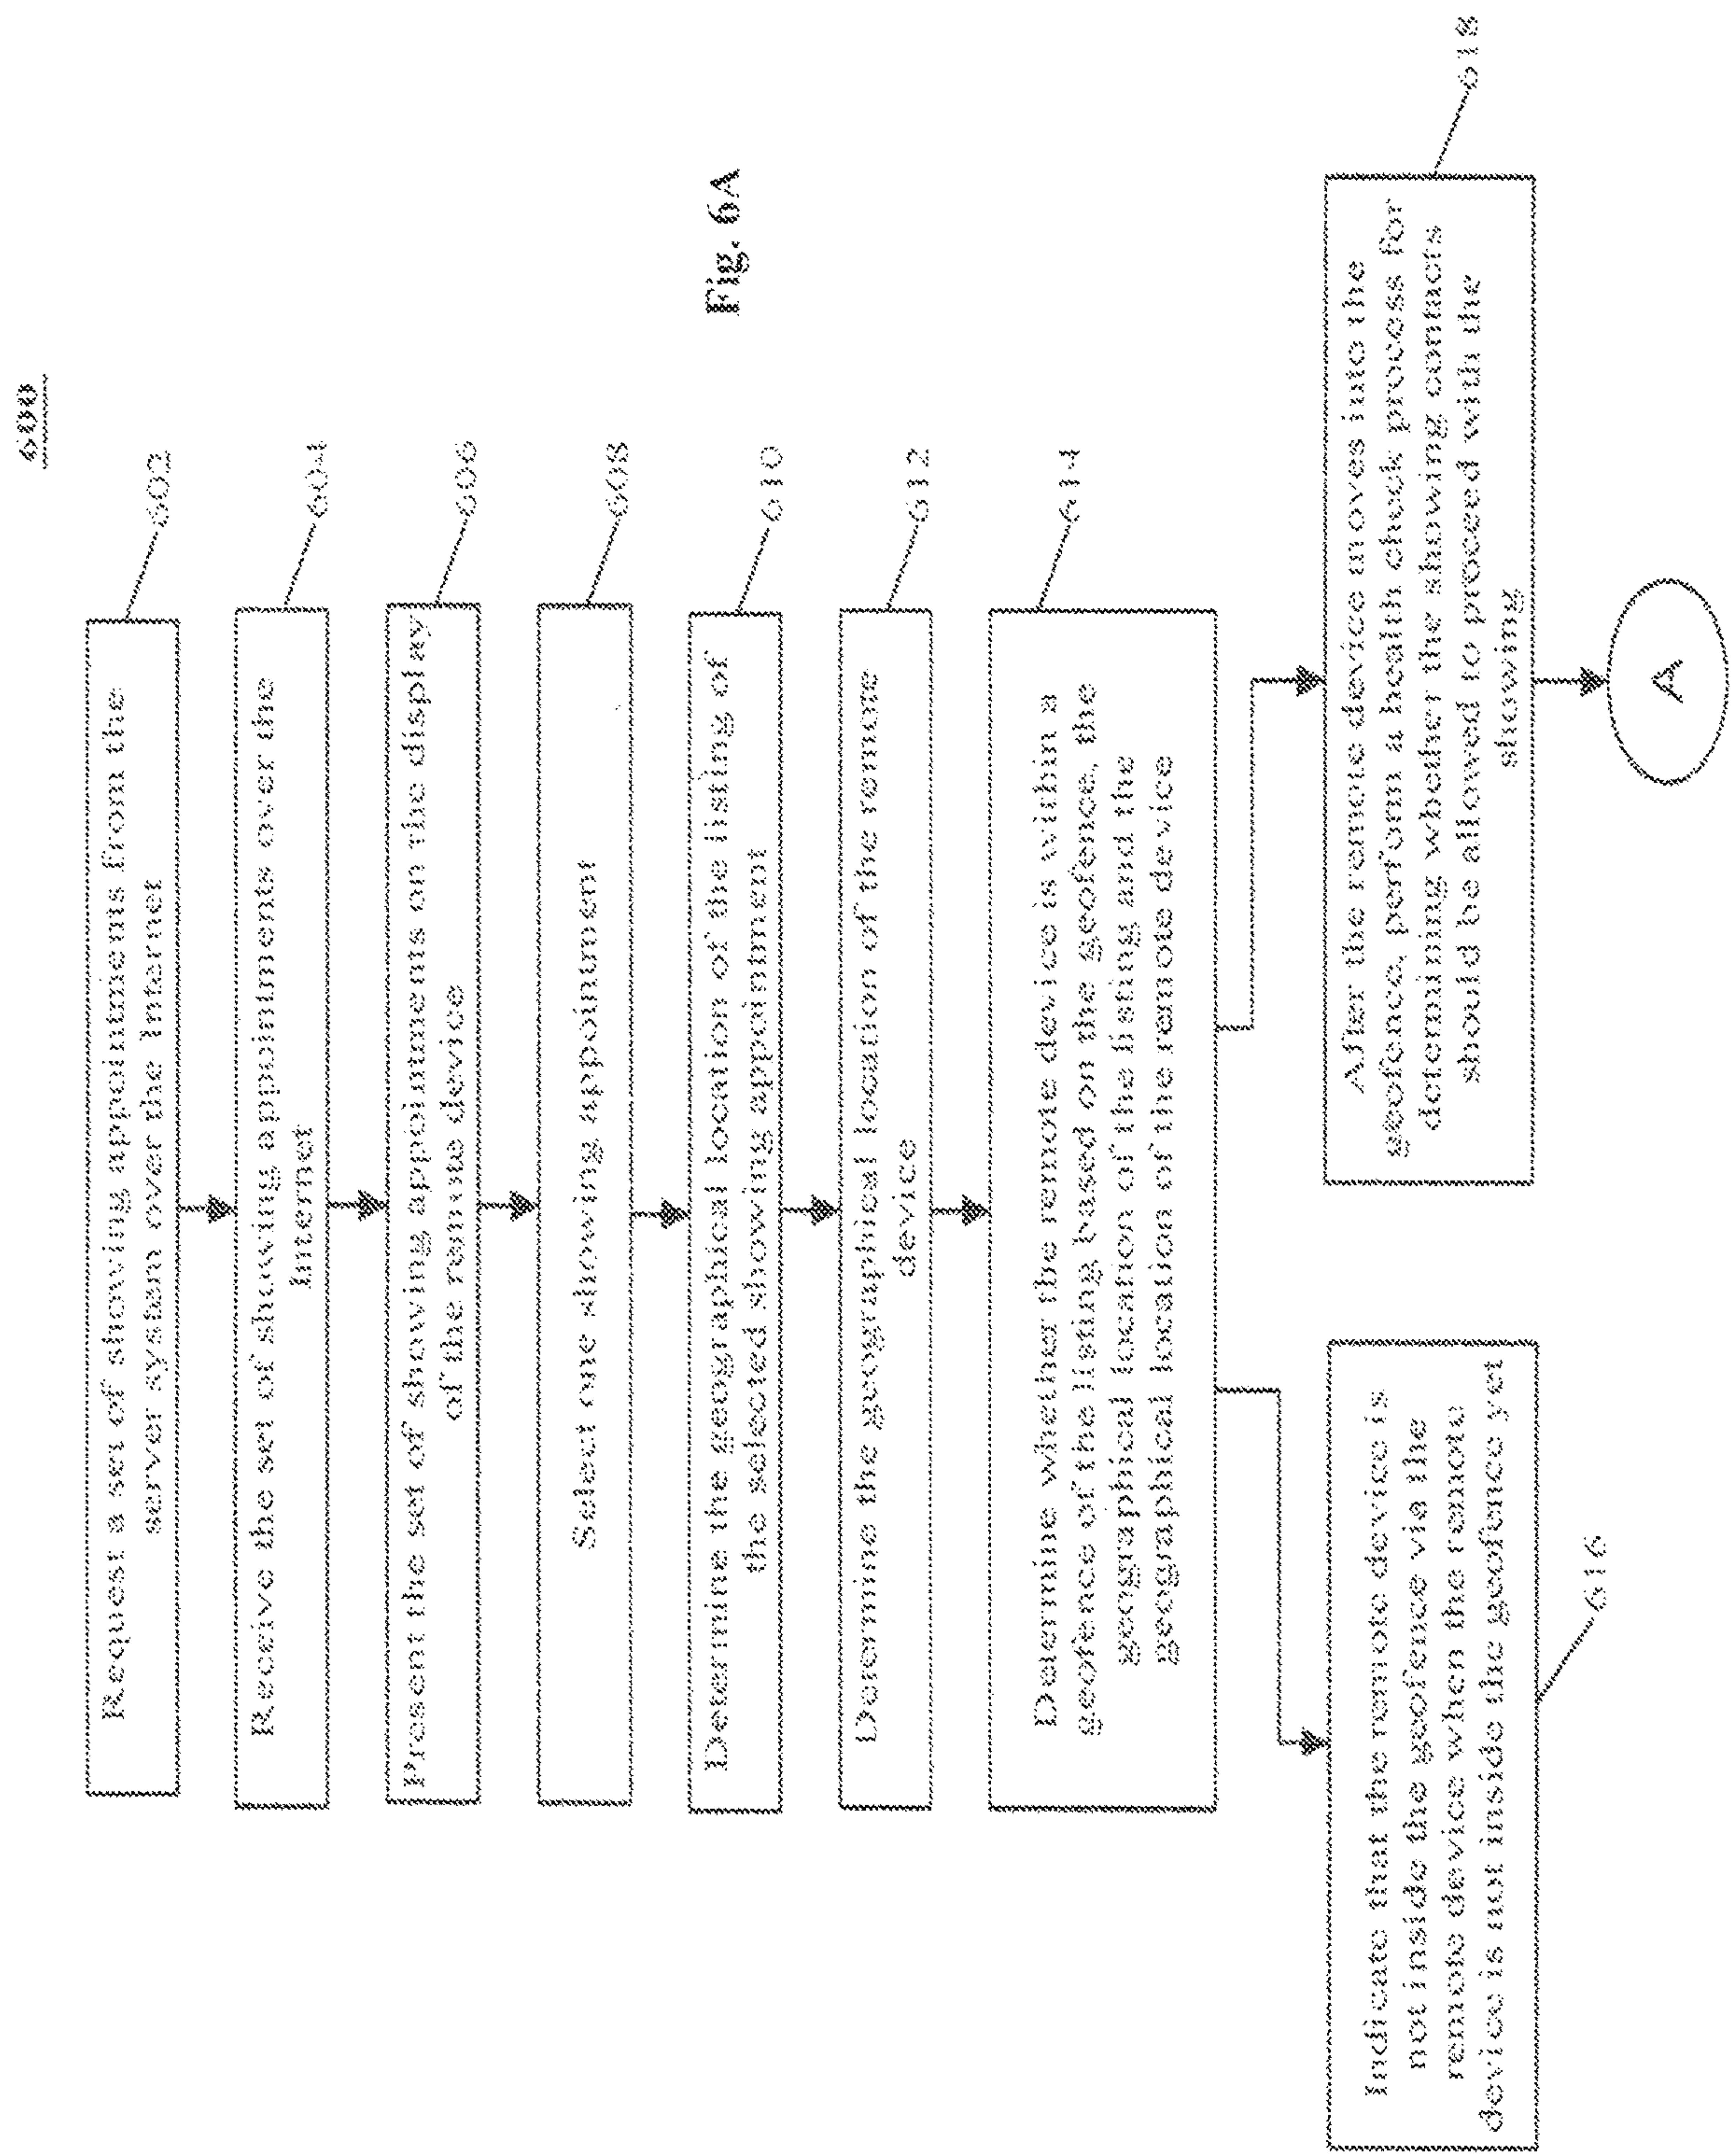 600
Request a set of showing appointments from the
server system over the Internet
602
Receive the set of showing appointments over the
Internet
604
Present the set of showing appointments on the display
of the remote device
606
Select one showing appointment
608
Determine the geographical location of the listing of
the selected showing appointment
610
Determine the geographical location of the remote
device
612
Determine whether the remote device is within a
geofence of the listing based on the geofence, the
geographical location of the listing and the
geographical location of the remote device
614
Indicate that the remote device is
not inside the geofence via the
remote device when the remote
device is not inside the geofence yet
616
After the remote device moves into the
geofence, perform a health check process for
determining whether the showing contacts
should be allowed to proceed with the
showing
618
A
Fig. 6A